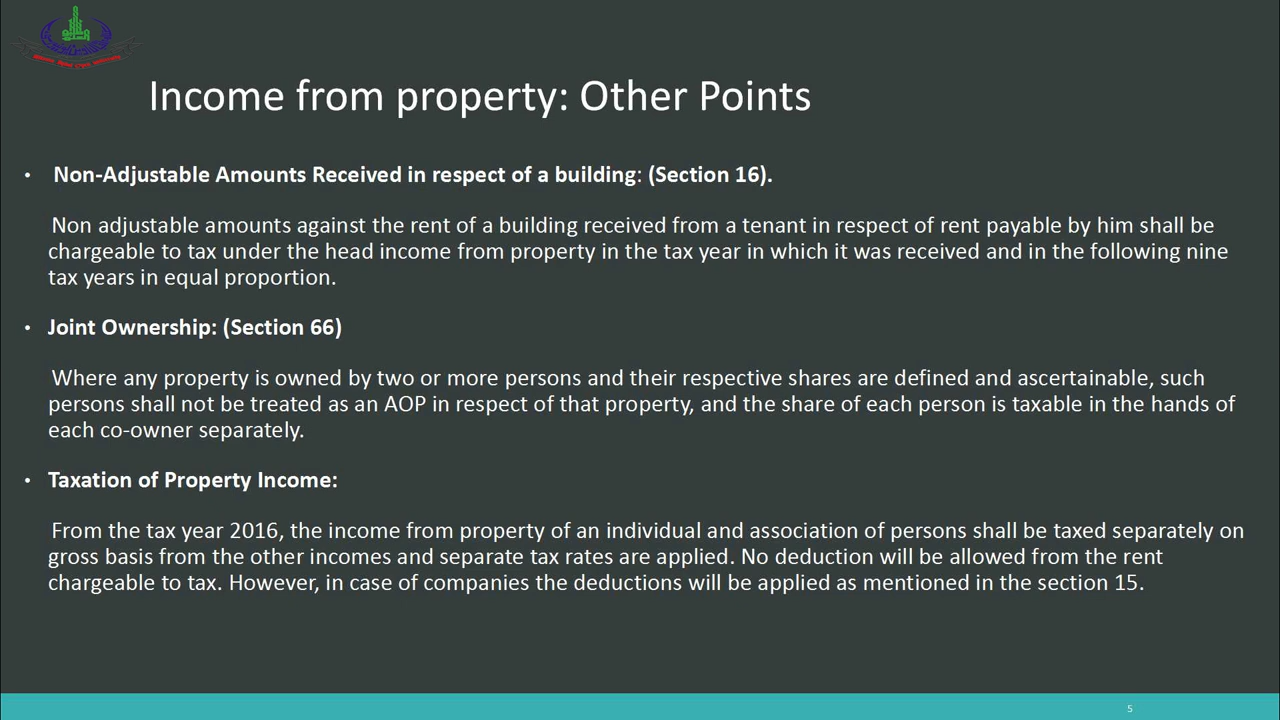 Income from property: Other Points
• Non-Adjustable Amounts Received in respect of a building: (Section 16).
Non adjustable amounts against the rent of a building received from a tenant in respect of rent payable by him shall be
chargeable to tax under the head income from property in the tax year in which it was received and in the following nine
tax years in equal proportion.
• Joint Ownership: (Section 66)
Where any property is owned by two or more persons and their respective shares are defined and ascertainable, such
persons shall not be treated as an AOP in respect of that property, and the share of each person is taxable in the hands of
each co-owner separately.
• Taxation of Property Income:
From the tax year 2016, the income from property of an individual and association of persons shall be taxed separately on
gross basis from the other incomes and separate tax rates are applied. No deduction will be allowed from the rent
chargeable to tax. However, in case of companies the deductions will be applied as mentioned in the section 15.
5